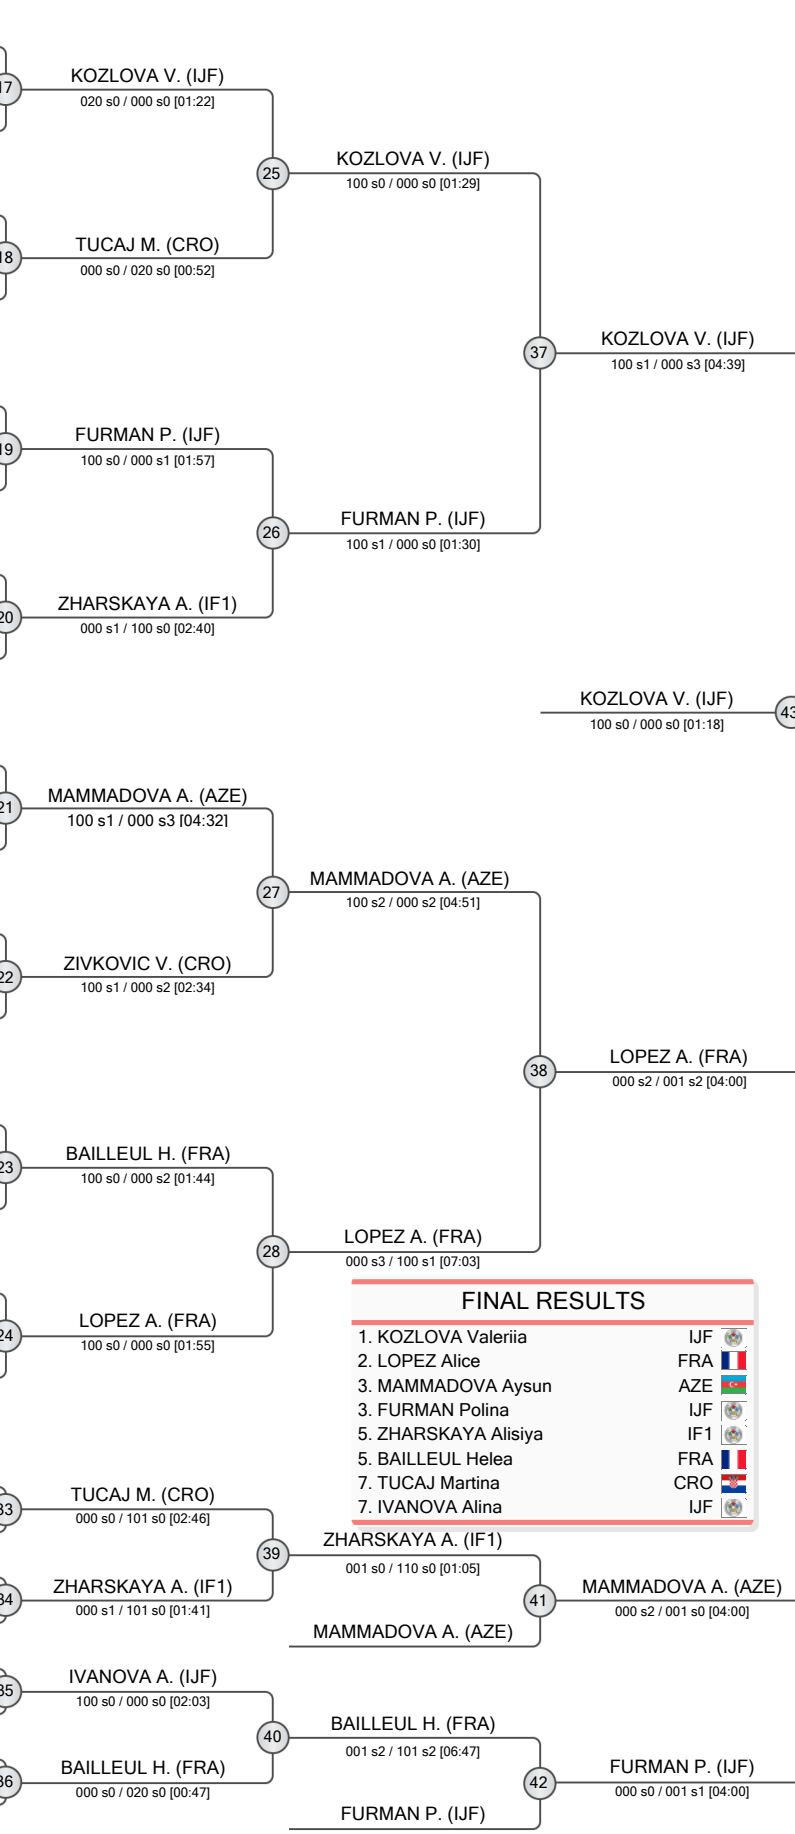 KOZLOVA V. (IJF)
17
020 s0 / 000 s0 [01:22]
KOZLOVA V. (IJF)
25
100 s0 / 000 s0 [01:29]
TUCAJ M. (CRO)
18
000 s0 / 020 s0 [00:52]
KOZLOVA V. (IJF)
37
100 s1 / 000 s3 [04:39]
FURMAN P. (IJF)
19
100 s0 / 000 s1 [01:57]
FURMAN P. (IJF)
26
100 s1 / 000 s0 [01:30]
ZHARSKAYA A. (IF1)
20
000 s1 / 100 s0 [02:40]
KOZLOVA V. (IJF)
43
100 s0 / 000 s0 [01:18]
MAMMADOVA A. (AZE)
21
100 s1 / 000 s3 [04:32]
MAMMADOVA A. (AZE)
27
100 s2 / 000 s2 [04:51]
ZIVKOVIC V. (CRO)
22
100 s1 / 000 s2 [02:34]
LOPEZ A. (FRA)
38
000 s2 / 001 s2 [04:00]
BAILLEUL H. (FRA)
23
100 s0 / 000 s2 [01:44]
LOPEZ A. (FRA)
28
000 s3 / 100 s1 [07:03]
LOPEZ A. (FRA)
24
100 s0 / 000 s0 [01:55]
FINAL RESULTS
1. KOZLOVA Valeriia IJF
2. LOPEZ Alice FRA
3. MAMMADOVA Aysun AZE
3. FURMAN Polina IJF
5. ZHARSKAYA Alisiya IF1
5. BAILLEUL Helea FRA
7. TUCAJ Martina CRO
7. IVANOVA Alina IJF
TUCAJ M. (CRO)
33
000 s0 / 101 s0 [02:46]
ZHARSKAYA A. (IF1)
39
001 s0 / 110 s0 [01:05]
ZHARSKAYA A. (IF1)
34
000 s1 / 101 s0 [01:41]
MAMMADOVA A. (AZE)
41
000 s2 / 001 s0 [04:00]
MAMMADOVA A. (AZE)
IVANOVA A. (IJF)
35
100 s0 / 000 s0 [02:03]
BAILLEUL H. (FRA)
40
001 s2 / 101 s2 [06:47]
BAILLEUL H. (FRA)
36
000 s0 / 020 s0 [00:47]
FURMAN P. (IJF)
42
000 s0 / 001 s1 [04:00]
FURMAN P. (IJF)